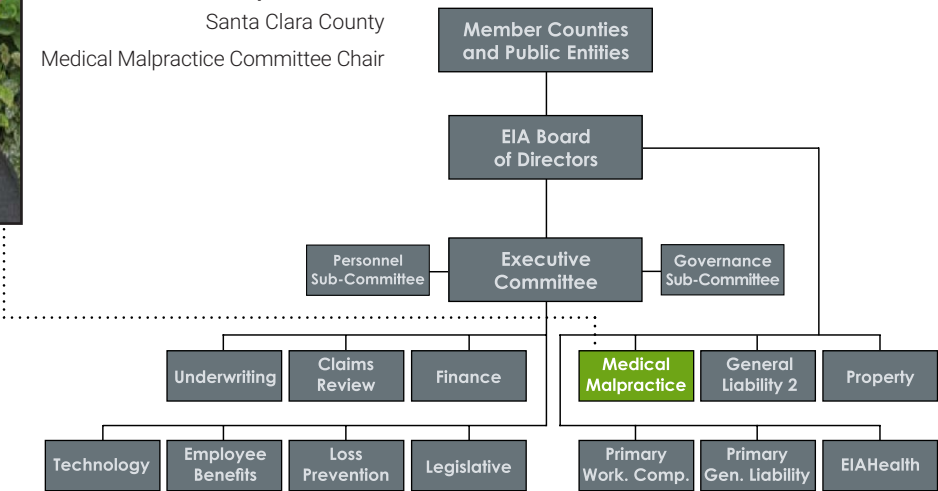 Santa Clara County
Medical Malpractice Committee Chair
Member Counties
and Public Entities
EIA Board
of Directors
Personnel
Sub-Committee
Executive
Committee
Governance
Sub-Committee
Underwriting
Claims
Review
Finance
Medical
Malpractice
General
Liability 2
Property
Technology
Employee
Benefits
Loss
Prevention
Legislative
Primary
Work. Comp.
Primary
Gen. Liability
EIAHealth